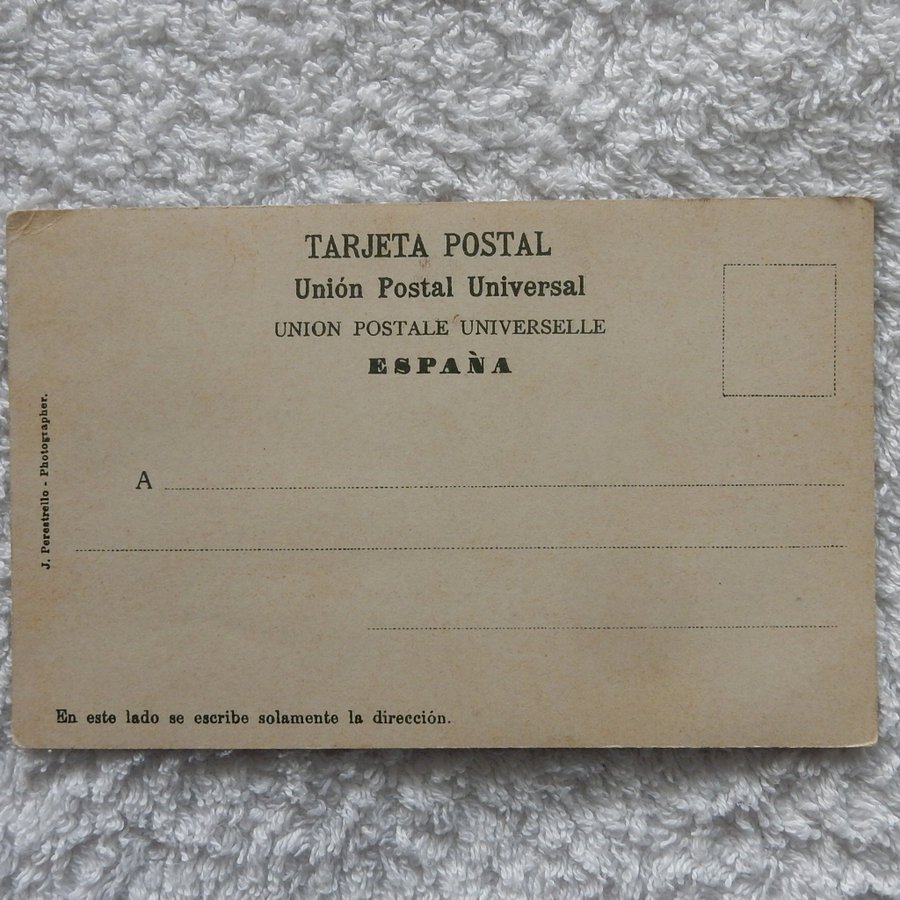 TARJETA POSTAL
Unión Postal Universal
UNION POSTALE UNIVERSELLE
ESPAÑA
J. Perestrello - Photographer.
A
En este lado se escribe solamente la dirección.